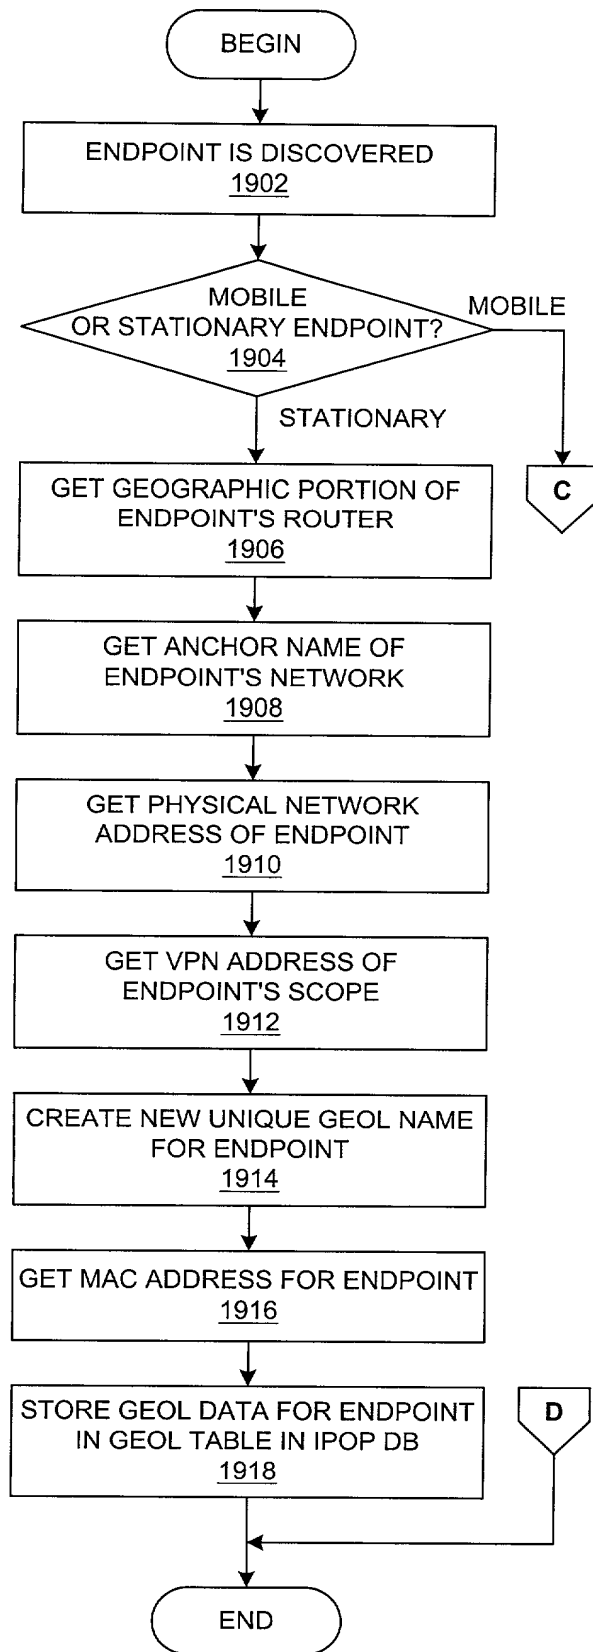 BEGIN
ENDPOINT IS DISCOVERED
1902
MOBILE
OR STATIONARY ENDPOINT?
1904
MOBILE
STATIONARY
C
GET GEOGRAPHIC PORTION OF
ENDPOINT'S ROUTER
1906
GET ANCHOR NAME OF
ENDPOINT'S NETWORK
1908
GET PHYSICAL NETWORK
ADDRESS OF ENDPOINT
1910
GET VPN ADDRESS OF
ENDPOINT'S SCOPE
1912
CREATE NEW UNIQUE GEOL NAME
FOR ENDPOINT
1914
GET MAC ADDRESS FOR ENDPOINT
1916
STORE GEOL DATA FOR ENDPOINT
IN GEOL TABLE IN IPOP DB
1918
D
END